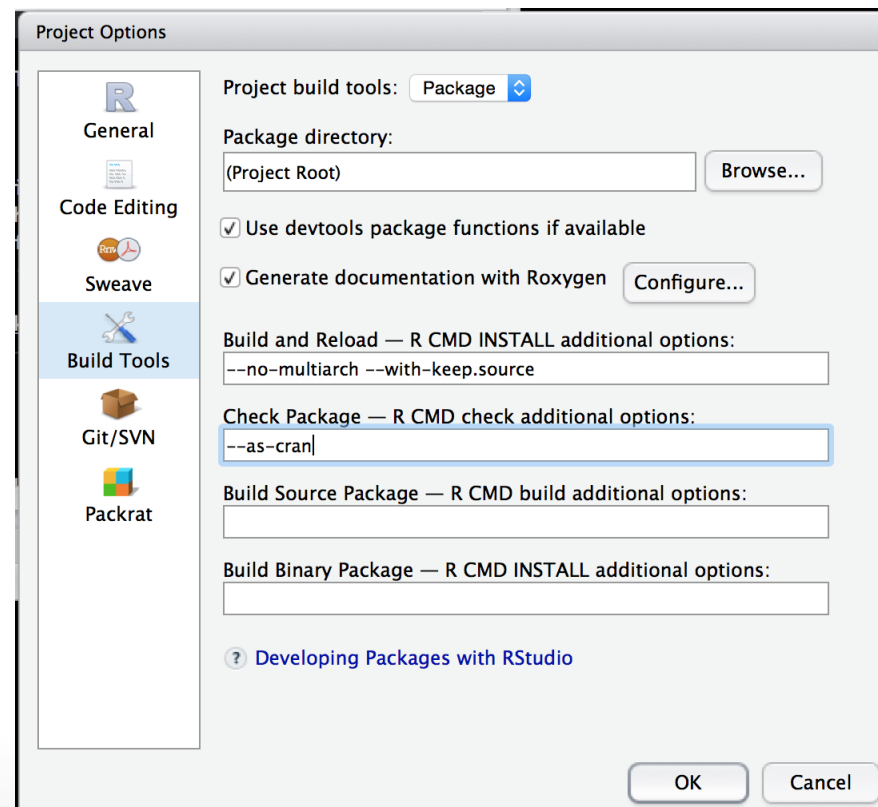 Project Options
General
Code Editing
Rnw
Sweave
Build Tools
Git/SVN
Packrat
Project build tools: Package
Package directory:
(Project Root)
Browse...
Use devtools package functions if available
Generate documentation with Roxygen
Configure...
Build and Reload — R CMD INSTALL additional options:
--no-multiarch --with-keep.source
Check Package — R CMD check additional options:
--as-cran
Build Source Package — R CMD build additional options:
Build Binary Package — R CMD INSTALL additional options:
? Developing Packages with RStudio
OK
Cancel